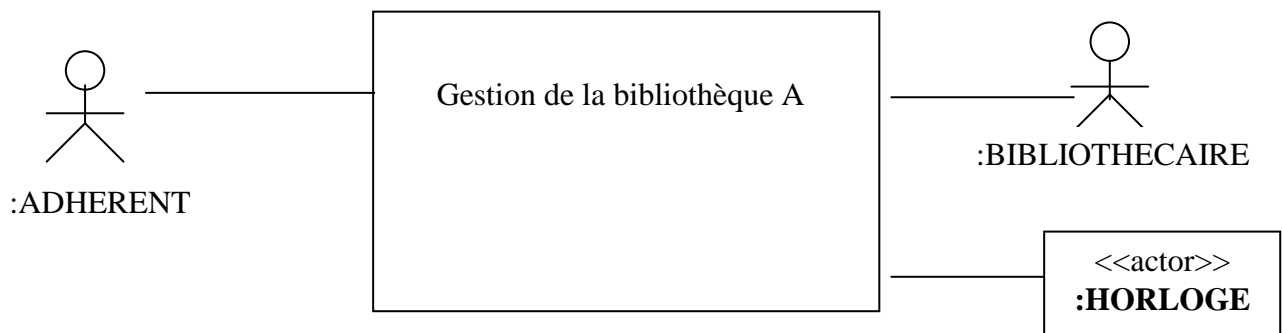 Gestion de la bibliothèque A
:BIBLIOTHECAIRE
:ADHERENT
<<actor>>
:HORLOGE